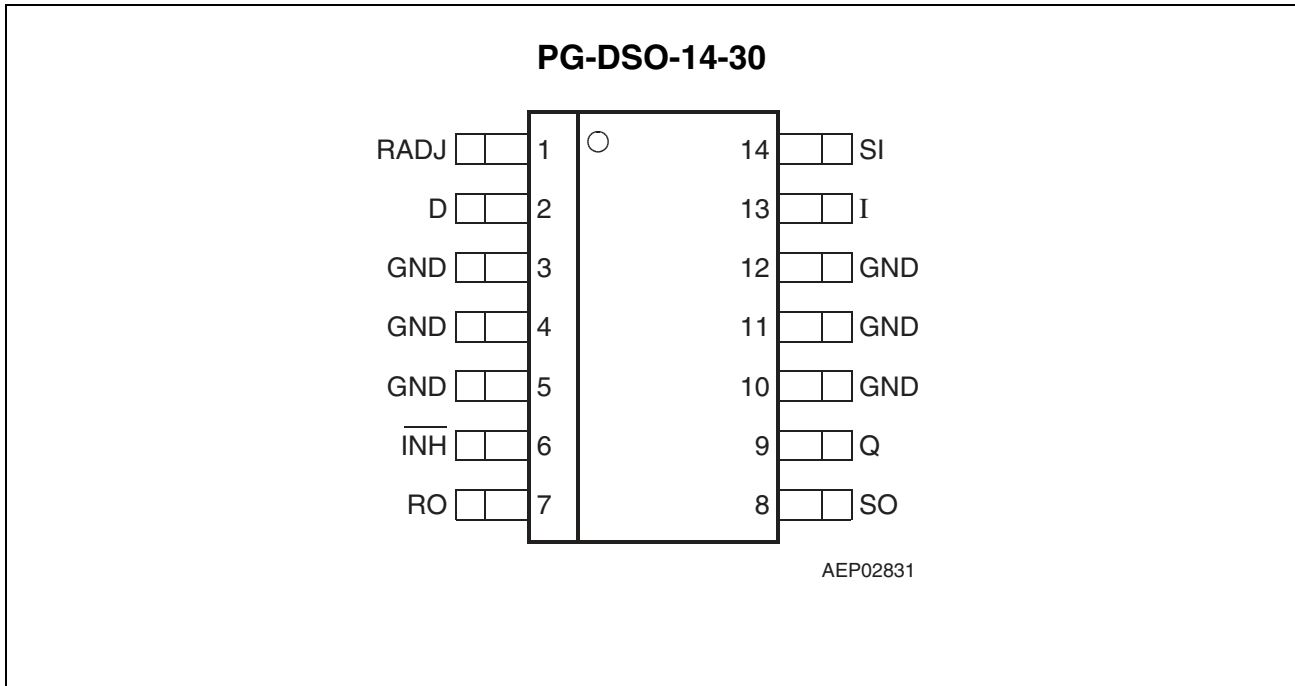 PG-DSO-14-30
RADJ 1 14 SI
D 2 13 I
GND 3 12 GND
GND 4 11 GND
GND 5 10 GND
I̅N̅H̅ 6 9 Q
RO 7 8 SO
AEP02831